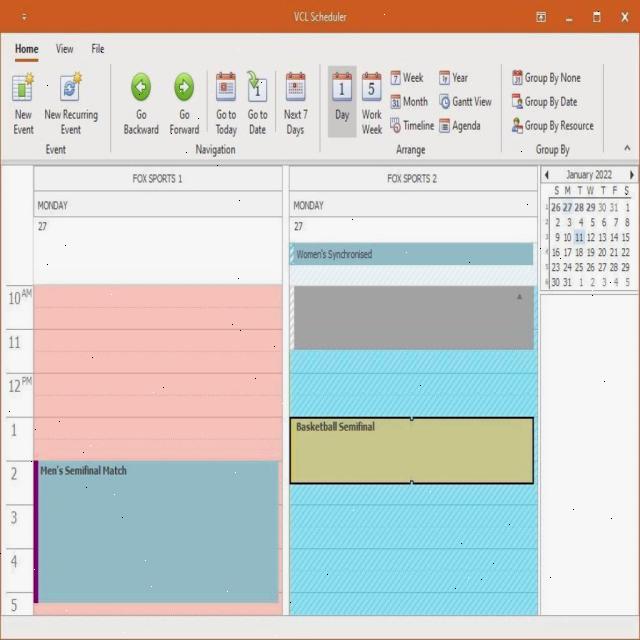 VCL Scheduler
Home View File
New Event
New Recurring Event
Go Backward
Go Forward
Go to Today
Go to Date
Next 7 Days
Day
Work Week
Week
Month
Timeline
Year
Gantt View
Agenda
Group By None
Group By Date
Group By Resource
Event Navigation Arrange Group By
FOX SPORTS 1 FOX SPORTS 2
MONDAY MONDAY
27 27
Women's Synchronised
10 AM
11
12 PM
1
Basketball Semifinal
2
Men's Semifinal Match
3
4
5
January 2022
S M T W T F S
26 27 28 29 30 31 1
2 3 4 5 6 7 8
9 10 11 12 13 14 15
16 17 18 19 20 21 22
23 24 25 26 27 28 29
30 31 1 2 3 4 5